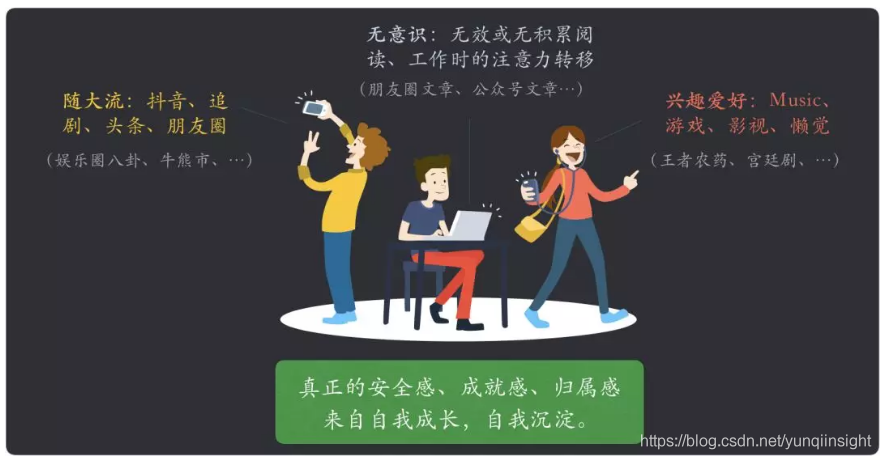 无意识：无效或无积累阅
读、工作时的注意力转移
（朋友圈文章、公众号文章…）
随大流：抖音、追
剧、头条、朋友圈
（娱乐圈八卦、牛熊市、…）
兴趣爱好：Music、
游戏、影视、懒觉
（王者农药、宫廷剧、…）
真正的安全感、成就感、归属感
来自自我成长，自我沉淀。
https://blog.csdn.net/yunqiinsight